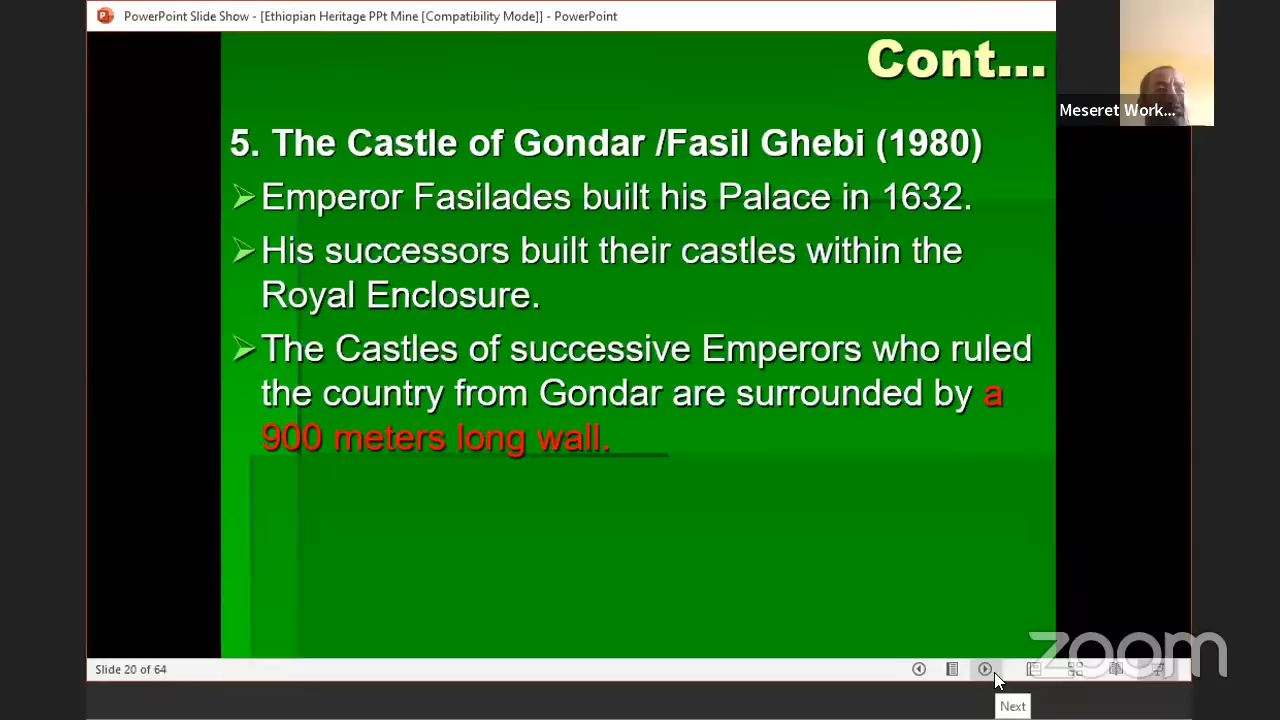 PowerPoint Slide Show - [Ethiopian Heritage PPt Mine [Compatibility Mode]] - PowerPoint
Cont...
Meseret Work...
5. The Castle of Gondar /Fasil Ghebi (1980)
Emperor Fasilades built his Palace in 1632.
His successors built their castles within the
Royal Enclosure.
The Castles of successive Emperors who ruled
the country from Gondar are surrounded by a
900 meters long wall.
Slide 20 of 64
zoom
Next